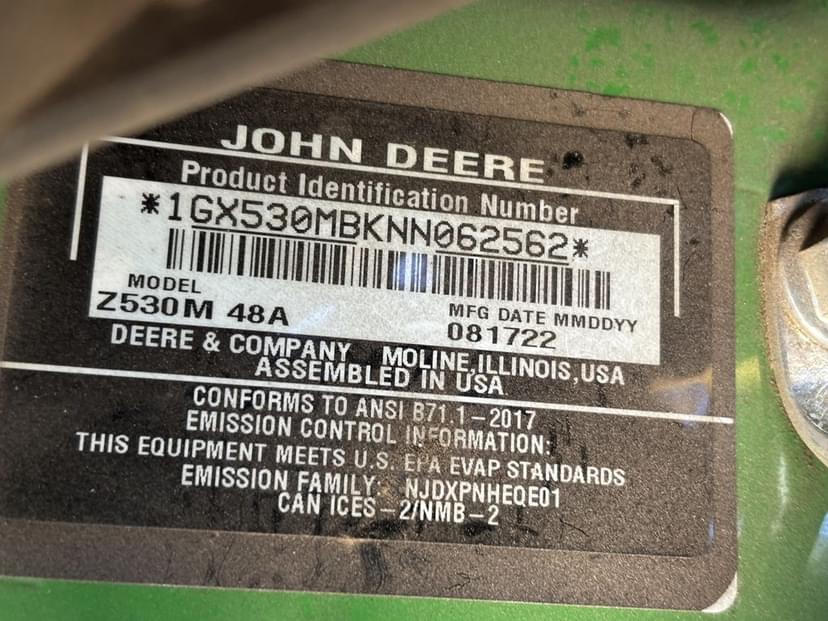 JOHN DEERE
Product Identification Number
*1GX530MBKNN062562*
MODEL
Z530M 48A
MFG DATE MMDDYY
081722
DEERE & COMPANY MOLINE, ILLINOIS, USA
ASSEMBLED IN USA
CONFORMS TO ANSI B71.1-2017
EMISSION CONTROL INFORMATION:
THIS EQUIPMENT MEETS U.S. EPA EVAP STANDARDS
EMISSION FAMILY: NJDXPNHEQE01
CAN ICES-2/NMB-2